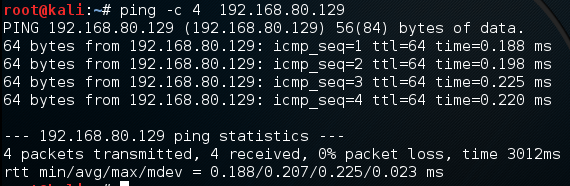 root@kali:~# ping -c 4  192.168.80.129
PING 192.168.80.129 (192.168.80.129) 56(84) bytes of data.
64 bytes from 192.168.80.129: icmp_seq=1 ttl=64 time=0.188 ms
64 bytes from 192.168.80.129: icmp_seq=2 ttl=64 time=0.198 ms
64 bytes from 192.168.80.129: icmp_seq=3 ttl=64 time=0.225 ms
64 bytes from 192.168.80.129: icmp_seq=4 ttl=64 time=0.220 ms
--- 192.168.80.129 ping statistics ---
4 packets transmitted, 4 received, 0% packet loss, time 3012ms
rtt min/avg/max/mdev = 0.188/0.207/0.225/0.023 ms
root@kali:~#